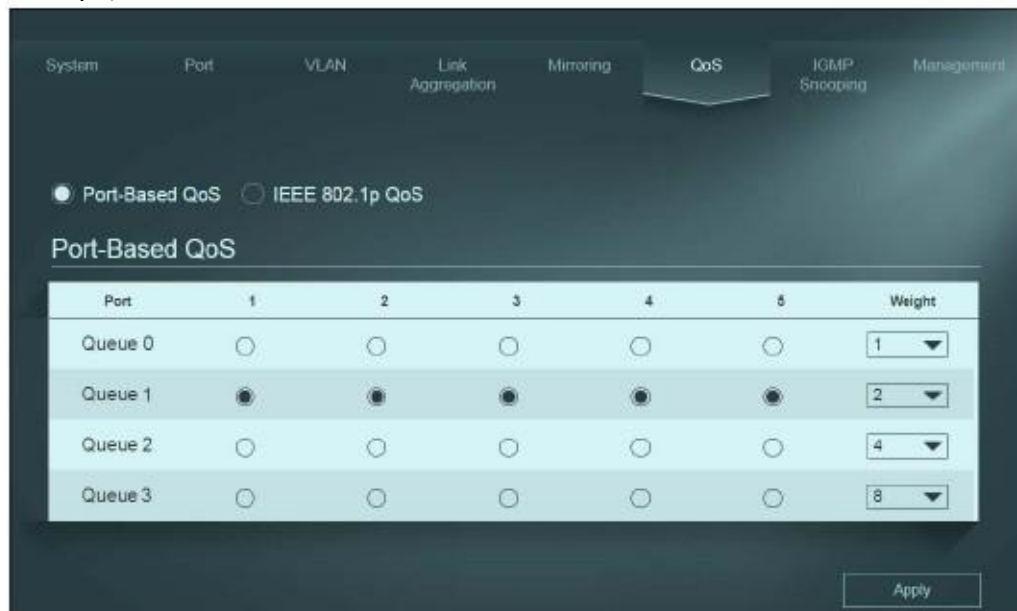 System Port VLAN Link Aggregation Mirroring QoS IGMP Snooping Management
Port-Based QoS IEEE 802.1p QoS
Port-Based QoS
Port 1 2 3 4 5 Weight
Queue 0 1
Queue 1 2
Queue 2 4
Queue 3 8
Apply